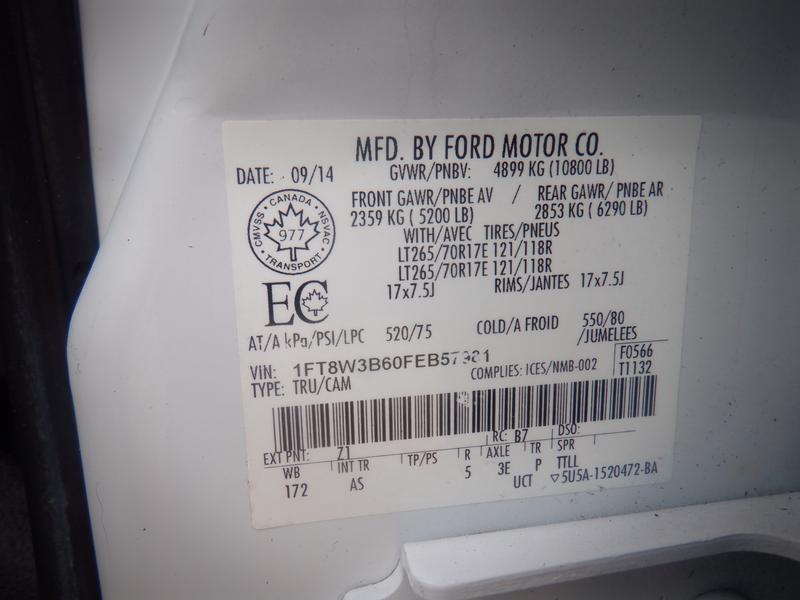 MFD. BY FORD MOTOR CO.
DATE: 09/14
GVWR/PNBV: 4899 KG (10800 LB)
FRONT GAWR/PNBE AV / REAR GAWR/ PNBE AR
2359 KG ( 5200 LB) 2853 KG ( 6290 LB)
WITH/AVEC TIRES/PNEUS
LT265/70R17E 121/118R
LT265/70R17E 121/118R
17x7.5J RIMS/JANTES 17x7.5J
CMVSS · CANADA · NSVAC · TRANSPORT
977
EC
AT/A kPa/PSI/LPC 520/75 COLD/A FROID 550/80
/JUMELEES
VIN:
TYPE: TRU/CAM
COMPLIES: ICES/NMB-002
F0566
T1132
EXT PNT: Z1 RC: B7 DSO:
WB INT TR TP/PS R AXLE TR SPR
172 AS 5 3E P TTLL
UCT ▽5U5A-1520472-BA